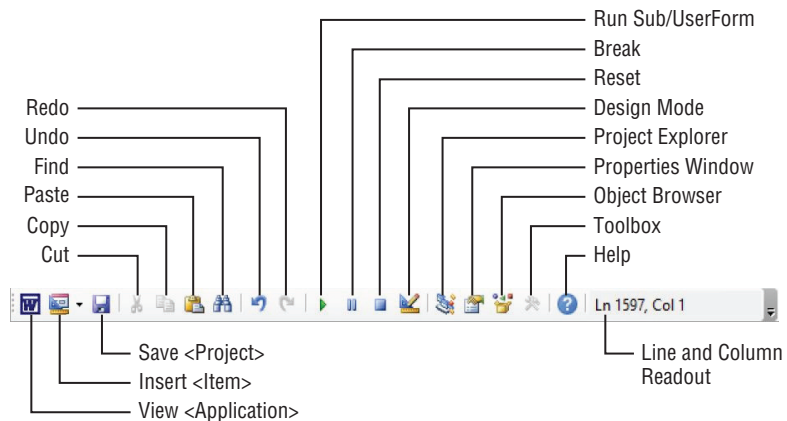 Run Sub/UserForm
Break
Reset
Design Mode
Project Explorer
Properties Window
Object Browser
Toolbox
Help
Redo
Undo
Find
Paste
Copy
Cut
W
Ln 1597, Col 1
Save <Project>
Insert <Item>
View <Application>
Line and Column
Readout